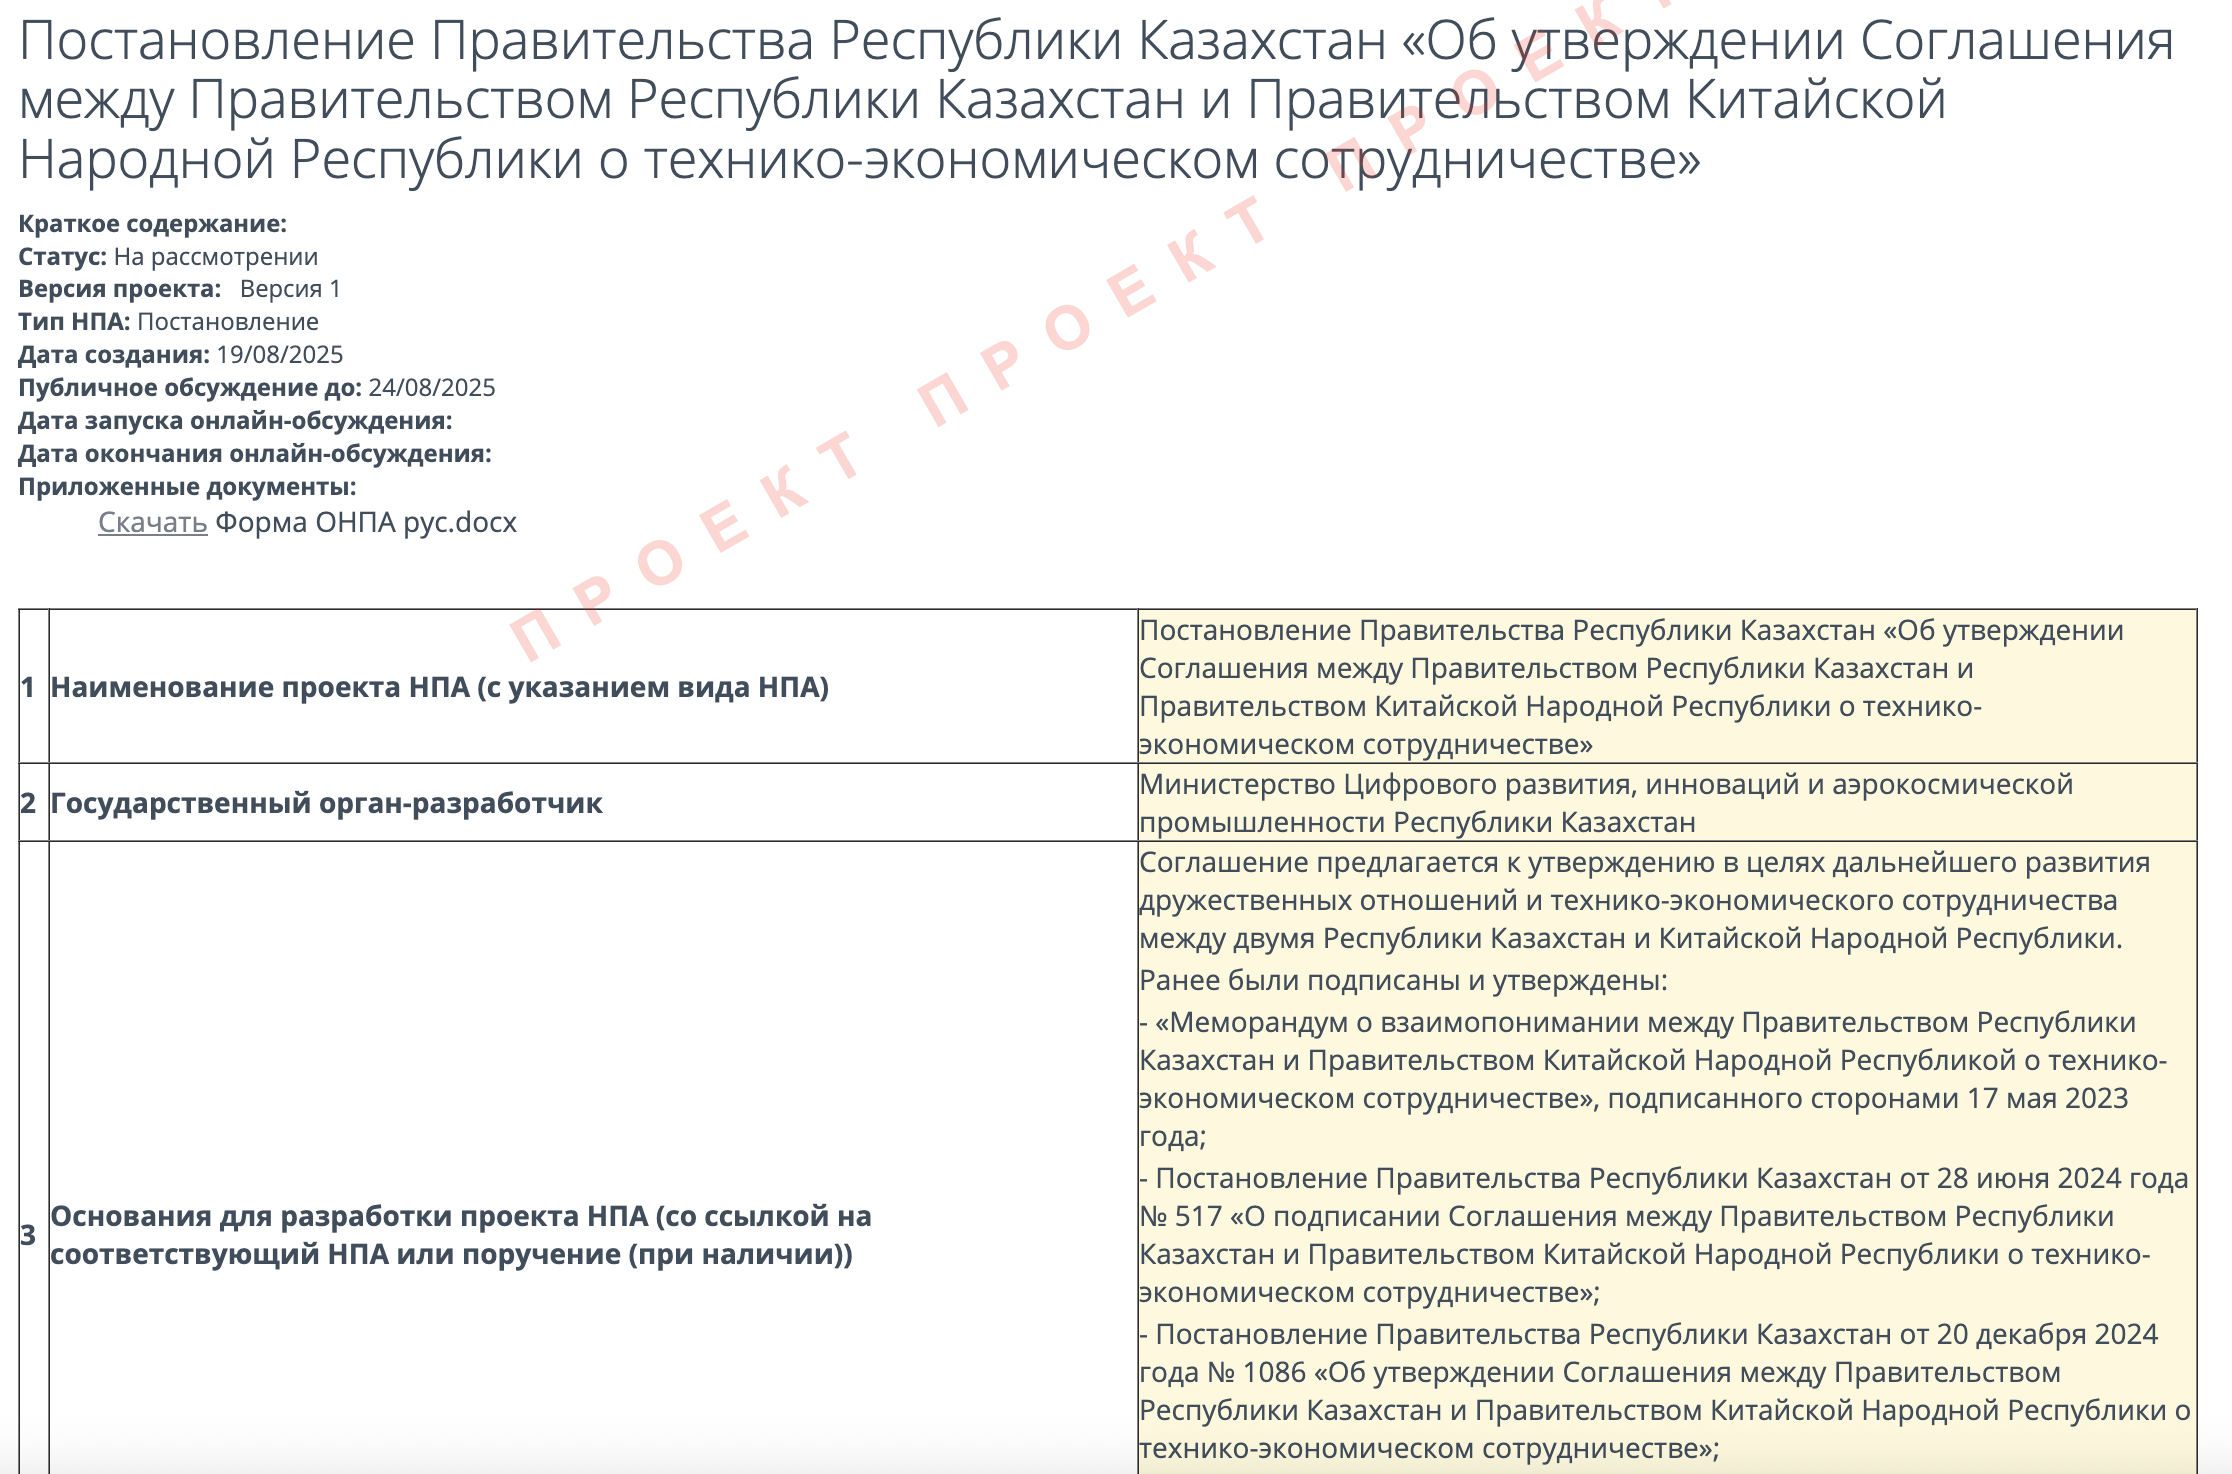 Постановление Правительства Республики Казахстан «Об утверждении Соглашения
между Правительством Республики Казахстан и Правительством Китайской
Народной Республики о технико-экономическом сотрудничестве»
Краткое содержание:
Статус: На рассмотрении
Версия проекта: Версия 1
Тип НПА: Постановление
Дата создания: 19/08/2025
Публичное обсуждение до: 24/08/2025
Дата запуска онлайн-обсуждения:
Дата окончания онлайн-обсуждения:
Приложенные документы:
Скачать Форма ОНПА рус.docx
ПРОЕКТ ПРОЕКТ ПРОЕКТ
1 Наименование проекта НПА (с указанием вида НПА)
Постановление Правительства Республики Казахстан «Об утверждении
Соглашения между Правительством Республики Казахстан и
Правительством Китайской Народной Республики о технико-
экономическом сотрудничестве»
2 Государственный орган-разработчик
Министерство Цифрового развития, инноваций и аэрокосмической
промышленности Республики Казахстан
3 Основания для разработки проекта НПА (со ссылкой на
соответствующий НПА или поручение (при наличии))
Соглашение предлагается к утверждению в целях дальнейшего развития
дружественных отношений и технико-экономического сотрудничества
между двумя Республики Казахстан и Китайской Народной Республики.
Ранее были подписаны и утверждены:
- «Меморандум о взаимопонимании между Правительством Республики
Казахстан и Правительством Китайской Народной Республикой о технико-
экономическом сотрудничестве», подписанного сторонами 17 мая 2023
года;
- Постановление Правительства Республики Казахстан от 28 июня 2024 года
№ 517 «О подписании Соглашения между Правительством Республики
Казахстан и Правительством Китайской Народной Республики о технико-
экономическом сотрудничестве»;
- Постановление Правительства Республики Казахстан от 20 декабря 2024
года № 1086 «Об утверждении Соглашения между Правительством
Республики Казахстан и Правительством Китайской Народной Республики о
технико-экономическом сотрудничестве»;